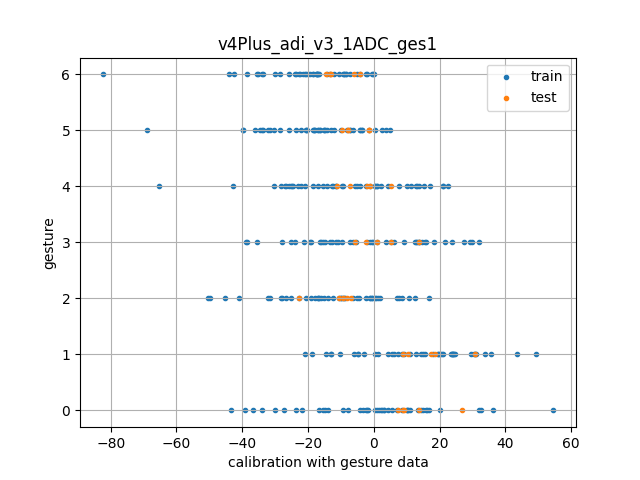 v4Plus_adi_v3_1ADC_ges1
train
test
gesture
6
5
4
3
2
1
0
−80 −60 −40 −20 0 20 40 60
calibration with gesture data